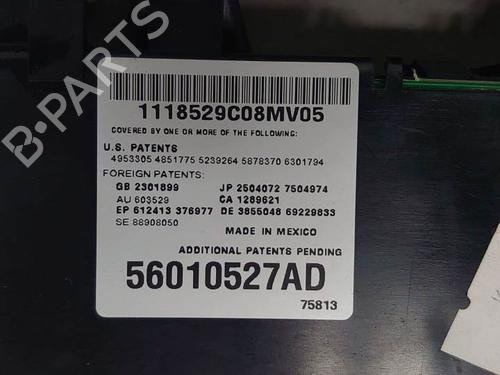 B-PARTS
1118529C08MV05
COVERED BY ONE OR MORE OF THE FOLLOWING:
U.S. PATENTS
4953305 4851775 5239264 5878370 6301794
FOREIGN PATENTS:
GB 2301899 JP 2504072 7504974
AU 603529 CA 1289621
EP 612413 376977 DE 3855048 69229833
SE 88908050
MADE IN MEXICO
ADDITIONAL PATENTS PENDING
56010527AD
75813